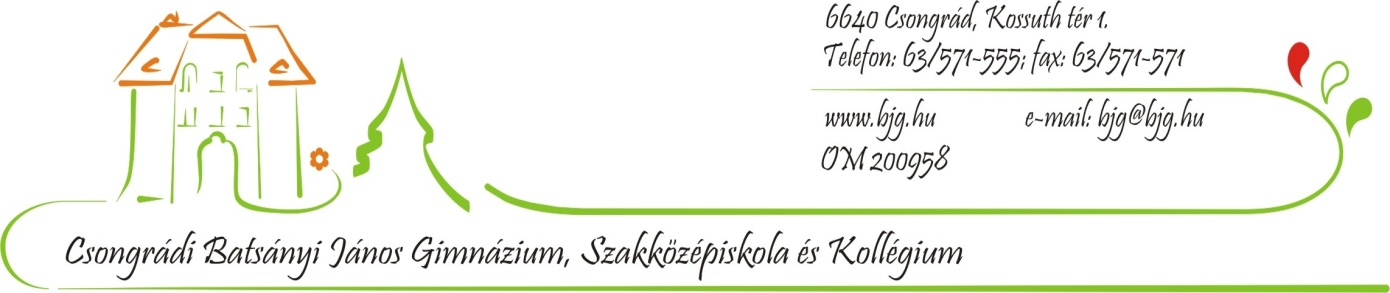 6640 Csongrád, Kossuth tér 1.
Telefon: 63/571-555; fax: 63/571-571
www.bjg.hu e-mail: bjg@bjg.hu
OM 200958
Csongrádi Batsányi János Gimnázium, Szakközépiskola és Kollégium